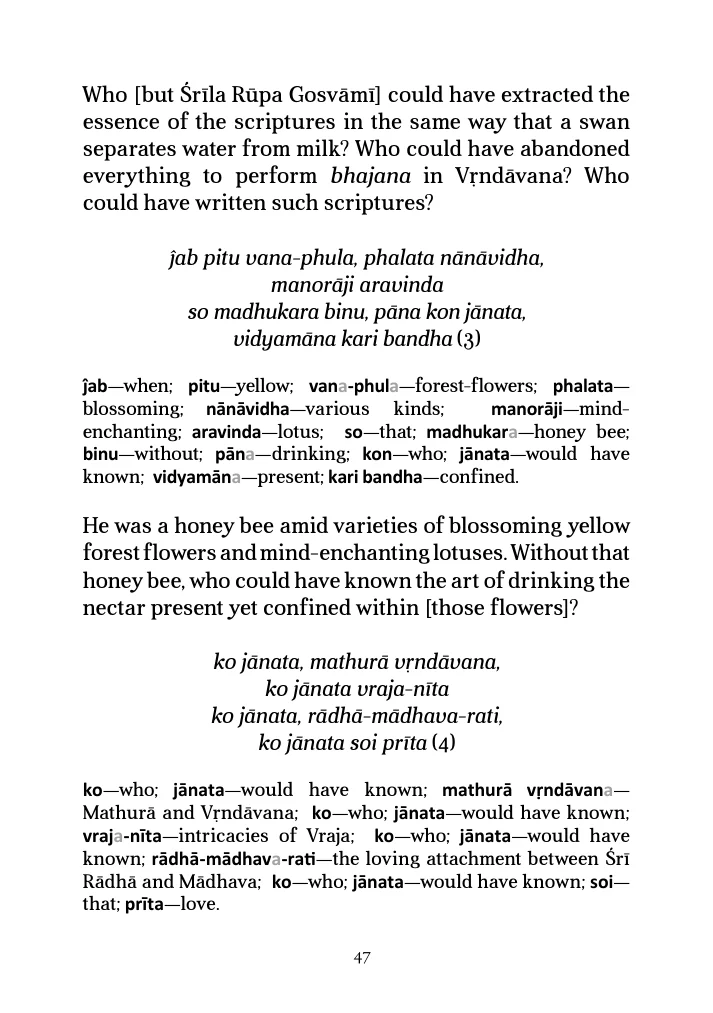 Who [but Śrīla Rūpa Gosvāmī] could have extracted the
essence of the scriptures in the same way that a swan
separates water from milk? Who could have abandoned
everything to perform bhajana in Vṛndāvana? Who
could have written such scriptures?
ĵab pitu vana-phula, phalata nānāvidha,
manorāji aravinda
so madhukara binu, pāna kon jānata,
vidyamāna kari bandha (3)
ĵab—when; pitu—yellow; vana-phula—forest-flowers; phalata—
blossoming; nānāvidha—various kinds; manorāji—mind-
enchanting; aravinda—lotus; so—that; madhukara—honey bee;
binu—without; pāna—drinking; kon—who; jānata—would have
known; vidyamāna—present; kari bandha—confined.
He was a honey bee amid varieties of blossoming yellow
forest flowers and mind-enchanting lotuses. Without that
honey bee, who could have known the art of drinking the
nectar present yet confined within [those flowers]?
ko jānata, mathurā vṛndāvana,
ko jānata vraja-nīta
ko jānata, rādhā-mādhava-rati,
ko jānata soi prīta (4)
ko—who; jānata—would have known; mathurā vṛndāvana—
Mathurā and Vṛndāvana; ko—who; jānata—would have known;
vraja-nīta—intricacies of Vraja; ko—who; jānata—would have
known; rādhā-mādhava-rati—the loving attachment between Śrī
Rādhā and Mādhava; ko—who; jānata—would have known; soi—
that; prīta—love.
47